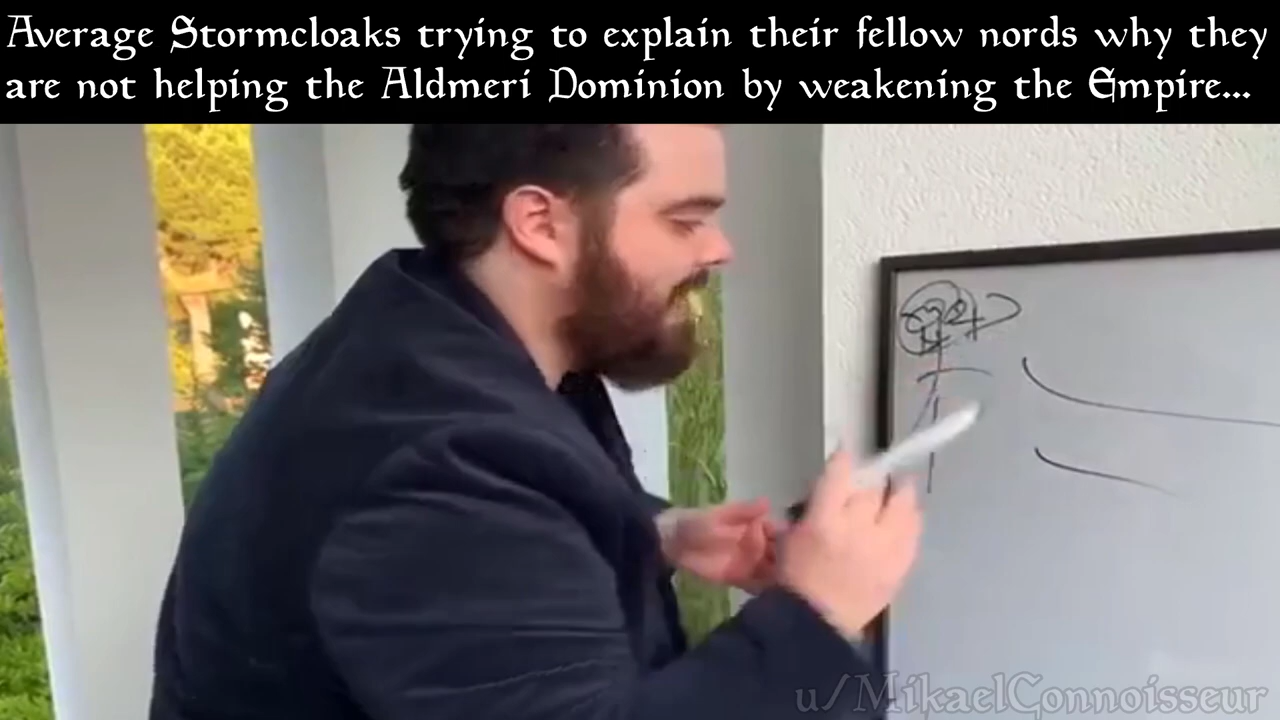 Average Stormcloaks trying to explain their fellow nords why they
are not helping the Aldmeri Dominion by weakening the Empire...
u/MikaelConnoisseur